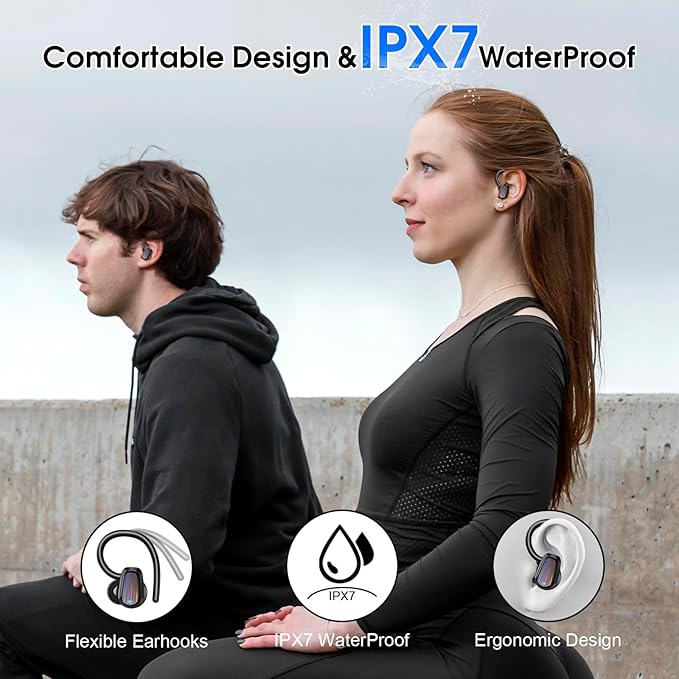 Comfortable Design & IPX7 WaterProof
IPX7
Flexible Earhooks
IPX7 WaterProof
Ergonomic Design